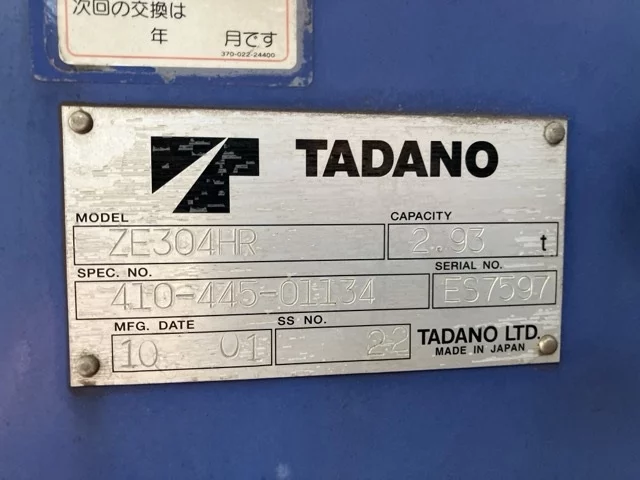 次回の交換は
年 月です
370-022-24400
TADANO
MODEL CAPACITY
ZE304HR 2.93 t
SPEC. NO. SERIAL NO.
410-445-01134 ES7597
MFG. DATE SS NO.
10 01 22 TADANO LTD.
MADE IN JAPAN